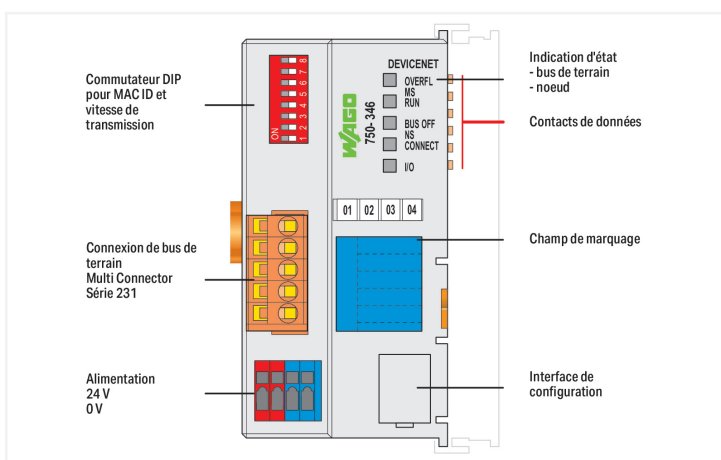 Commutateur DIP
pour MAC ID et
vitesse de
transmission
Connexion de bus de
terrain
Multi Connector
Série 231
Alimentation
24 V
0 V
ON
1 2 3 4 5 6 7 8
WAGO
750-346
DEVICENET
OVERFL
MS
RUN
BUS OFF
NS
CONNECT
I/O
01 02 03 04
Indication d'état
- bus de terrain
- noeud
Contacts de données
Champ de marquage
Interface de
configuration